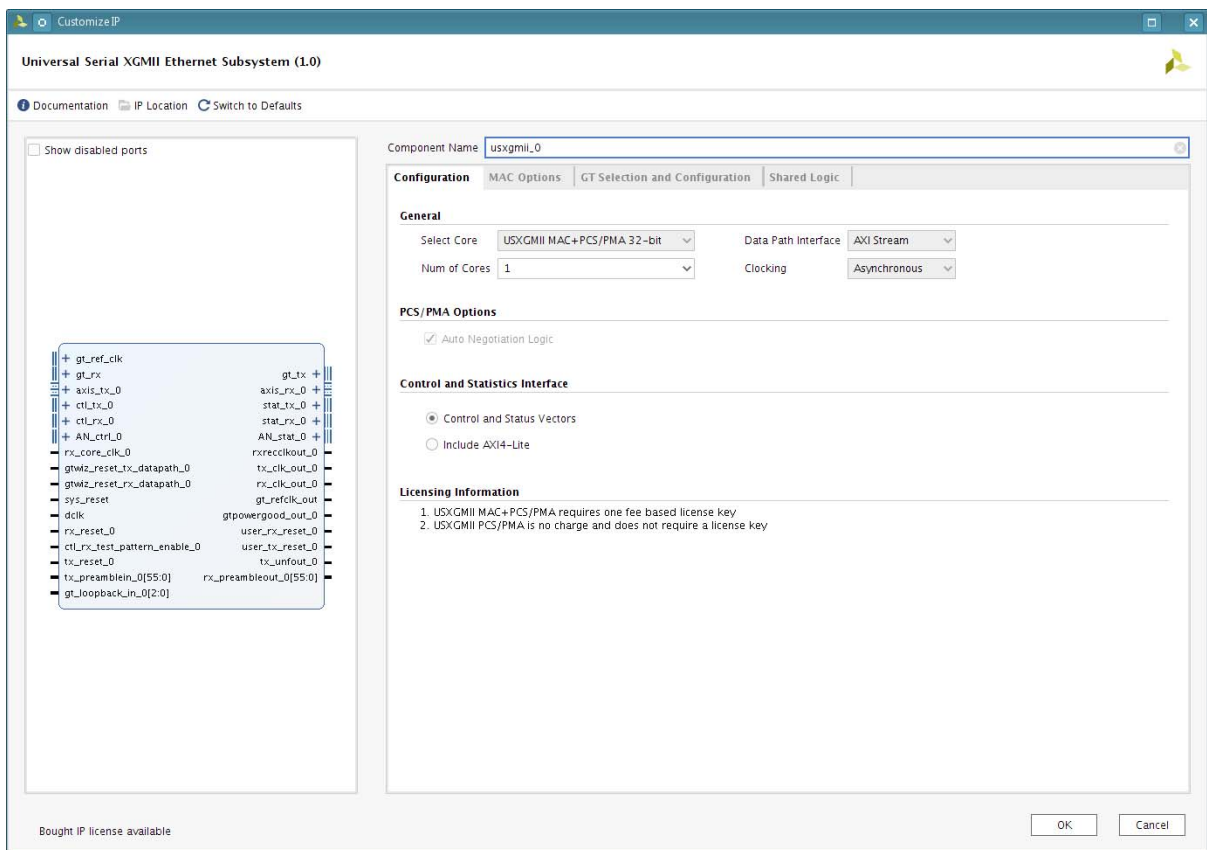 Customize IP
Universal Serial XGMII Ethernet Subsystem (1.0)
Documentation IP Location Switch to Defaults
Show disabled ports
gt_ref_clk
gt_rx gt_tx
axis_tx_0 axis_rx_0
ctl_tx_0 stat_tx_0
ctl_rx_0 stat_rx_0
AN_ctrl_0 AN_stat_0
rx_core_clk_0 rxrecclkout_0
gtwiz_reset_tx_datapath_0 tx_clk_out_0
gtwiz_reset_rx_datapath_0 rx_clk_out_0
sys_reset gt_refclk_out
dclk gtpowergood_out_0
rx_reset_0 user_rx_reset_0
ctl_rx_test_pattern_enable_0 user_tx_reset_0
tx_reset_0 tx_unfout_0
tx_preamblein_0[55:0] rx_preambleout_0[55:0]
gt_loopback_in_0[2:0]
Component Name usxgmii_0
Configuration MAC Options GT Selection and Configuration Shared Logic
General
Select Core USXGMII MAC+PCS/PMA 32-bit Data Path Interface AXI Stream
Num of Cores 1 Clocking Asynchronous
PCS/PMA Options
Auto Negotiation Logic
Control and Statistics Interface
Control and Status Vectors
Include AXI4-Lite
Licensing Information
1. USXGMII MAC+PCS/PMA requires one fee based license key
2. USXGMII PCS/PMA is no charge and does not require a license key
Bought IP license available
OK Cancel